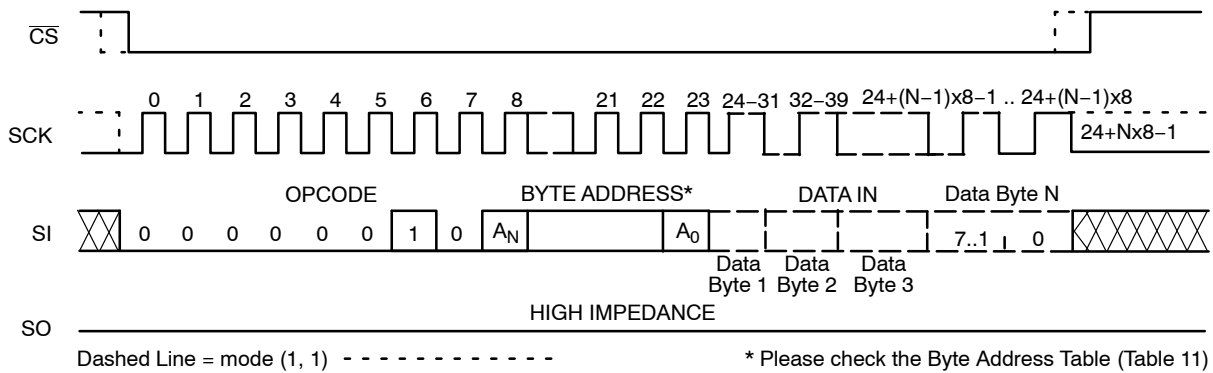 CS
0 1 2 3 4 5 6 7 8 21 22 23 24–31 32–39 24+(N–1)x8–1 .. 24+(N–1)x8
SCK
24+Nx8–1
OPCODE BYTE ADDRESS* DATA IN Data Byte N
SI 0 0 0 0 0 0 1 0 AN A0 7..1 0
Data Byte 1
Data Byte 2
Data Byte 3
HIGH IMPEDANCE
SO
Dashed Line = mode (1, 1) - - - - - - - - - - - - -
* Please check the Byte Address Table (Table 11)